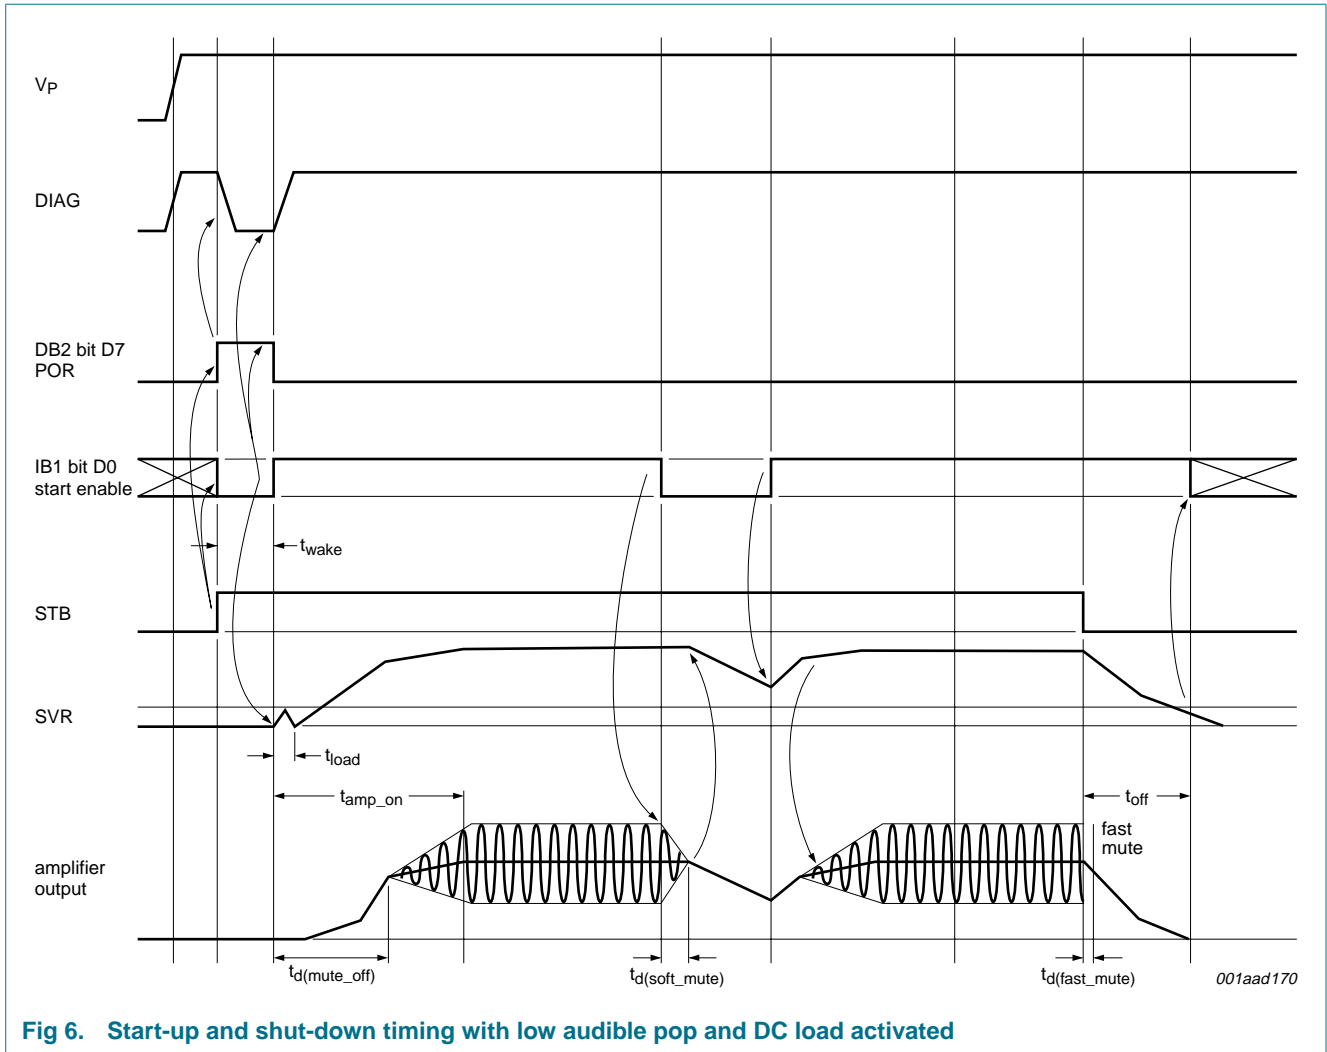 VP
DIAG
DB2 bit D7
POR
IB1 bit D0
start enable
twake
STB
SVR
tload
tamp_on
toff
fast
mute
amplifier
output
td(mute_off)
td(soft_mute)
td(fast_mute)
001aad170
Fig 6. Start-up and shut-down timing with low audible pop and DC load activated